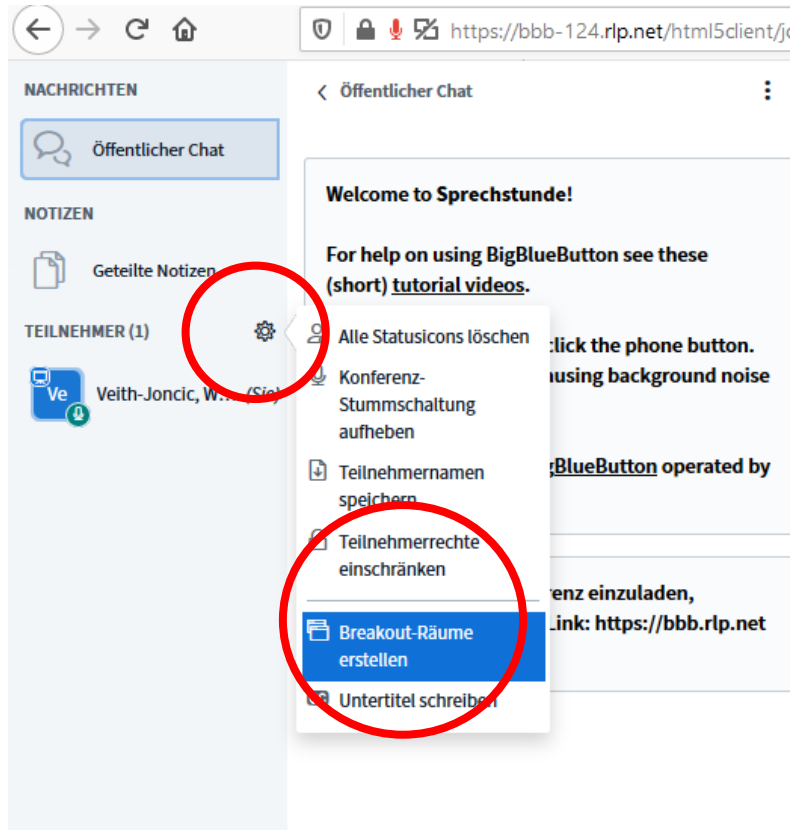 https://bbb-124.rlp.net/html5client/jo
NACHRICHTEN
Öffentlicher Chat
NOTIZEN
Geteilte Notizen
TEILNEHMER (1)
Ve
Veith-Joncic, W... (Sie)
Öffentlicher Chat
Welcome to Sprechstunde!
For help on using BigBlueButton see these
(short) tutorial videos.
click the phone button.
using background noise
gBlueButton operated by
renz einzuladen,
Link: https://bbb.rlp.net
Alle Statusicons löschen
Konferenz-
Stummschaltung
aufheben
Teilnehmernamen
speichern
Teilnehmerrechte
einschränken
Breakout-Räume
erstellen
Untertitel schreiben